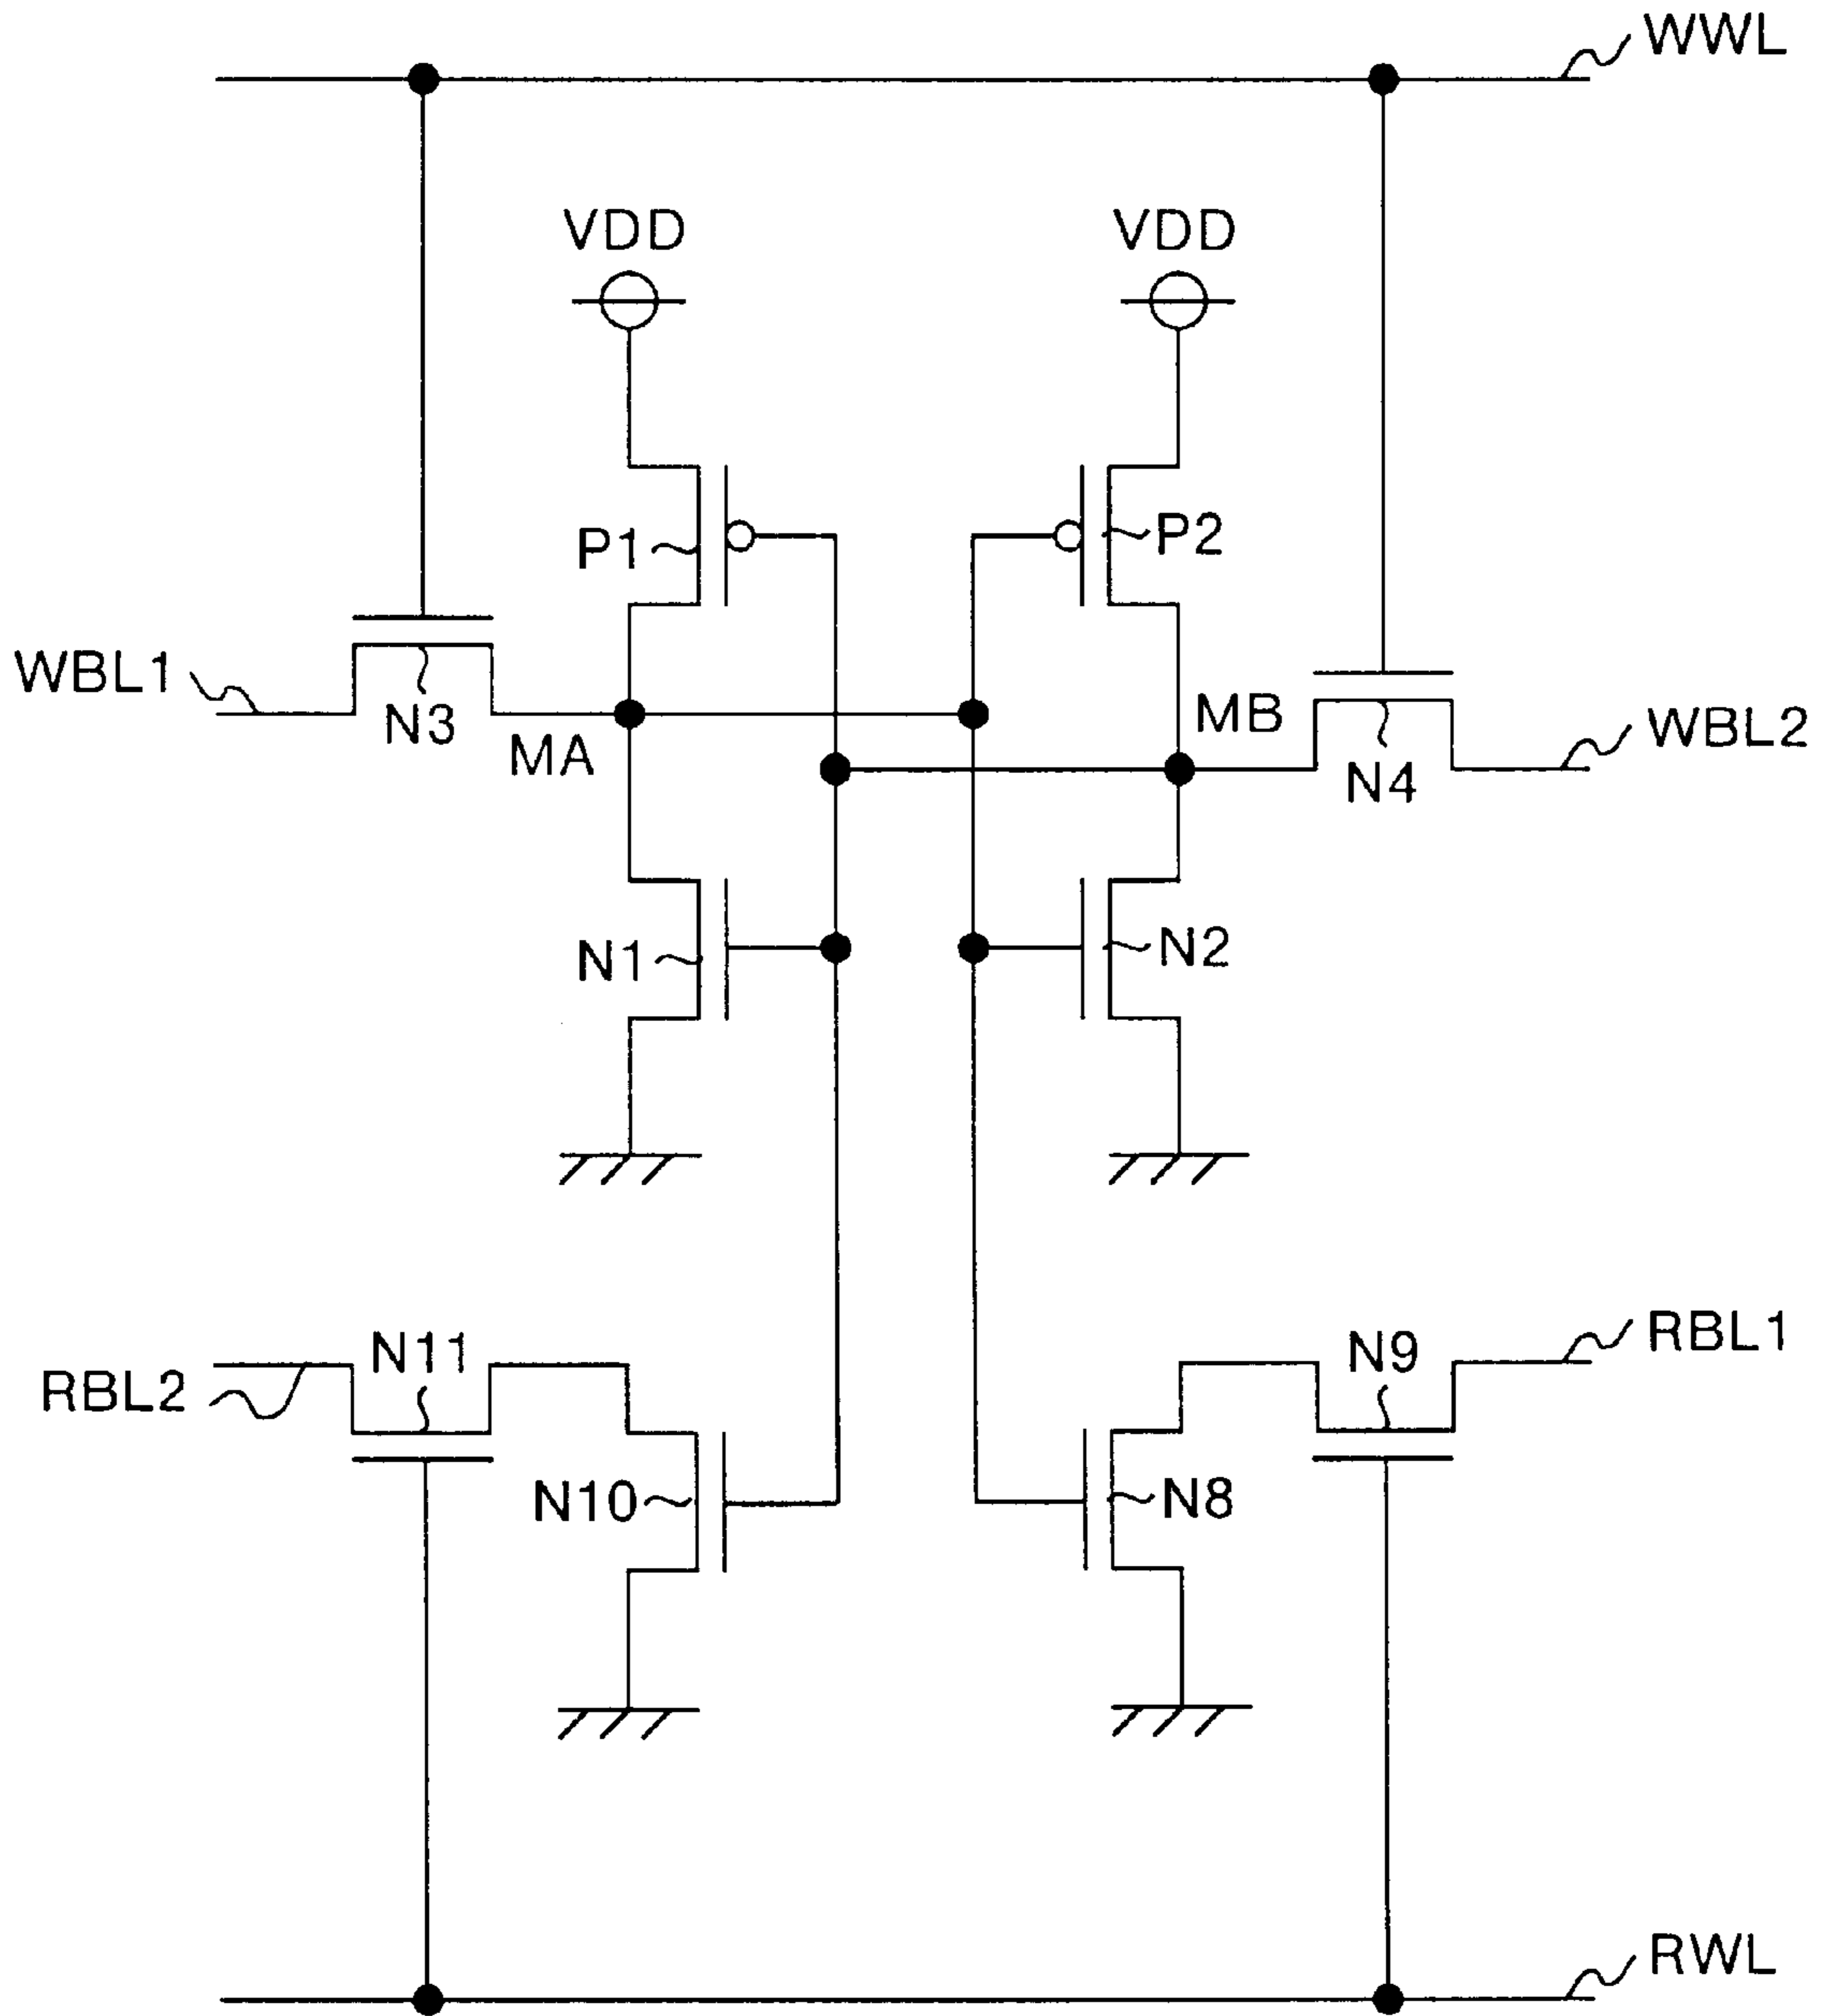 WWL
VDD VDD
P1 P2
WBL1 N3 MA MB N4 WBL2
N1 N2
RBL2 N11 N9 RBL1
N10 N8
RWL